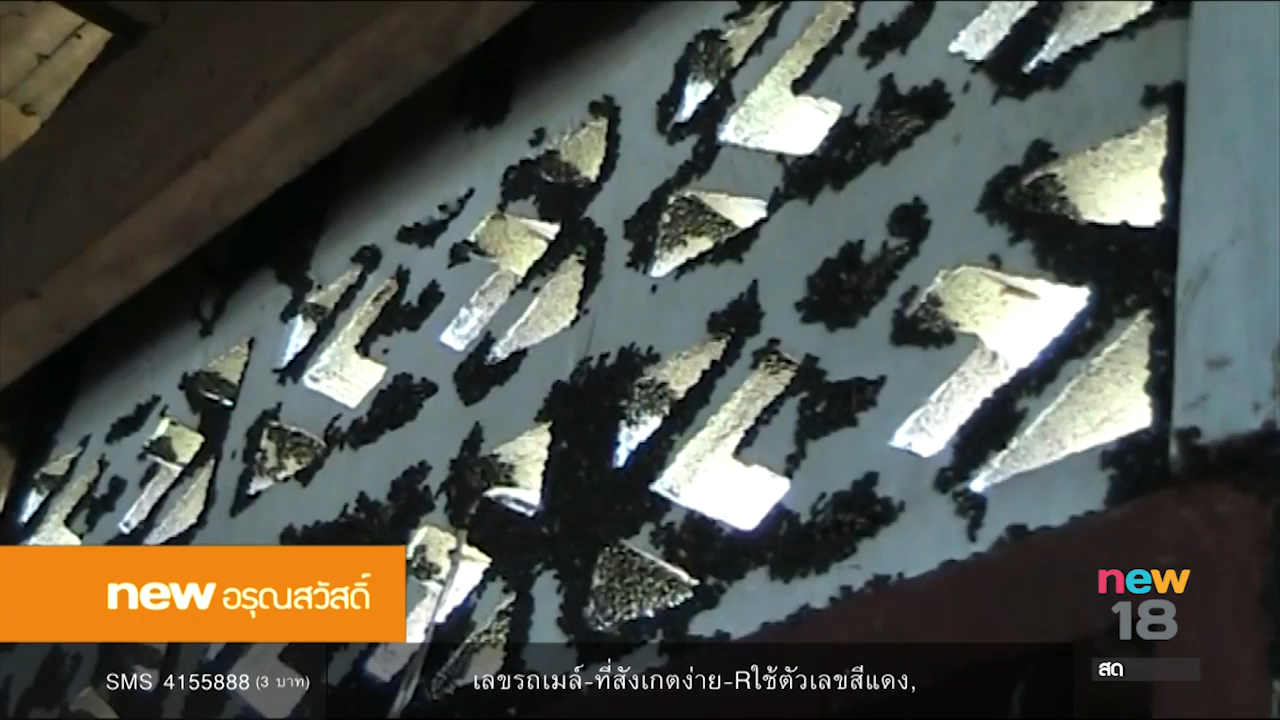 new อรุณสวัสดิ์
new
18
สด
SMS 4155888 (3 บาท)
เลขรถเมล์-ที่สังเกตง่าย-Rใช้ตัวเลขสีแดง,